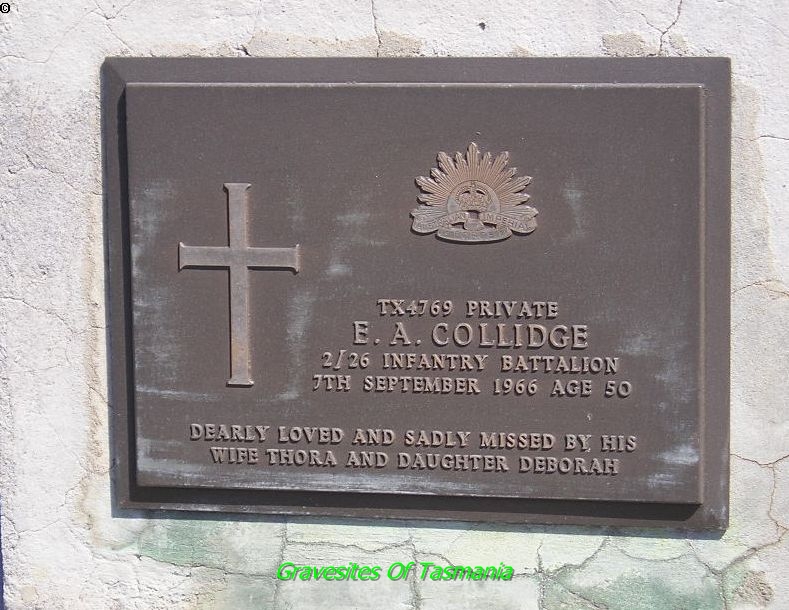 ©
TX4769 PRIVATE
E. A. COLLIDGE
2/26 INFANTRY BATTALION
7TH SEPTEMBER 1966 AGE 50
DEARLY LOVED AND SADLY MISSED BY HIS
WIFE THORA AND DAUGHTER DEBORAH
Gravesites Of Tasmania